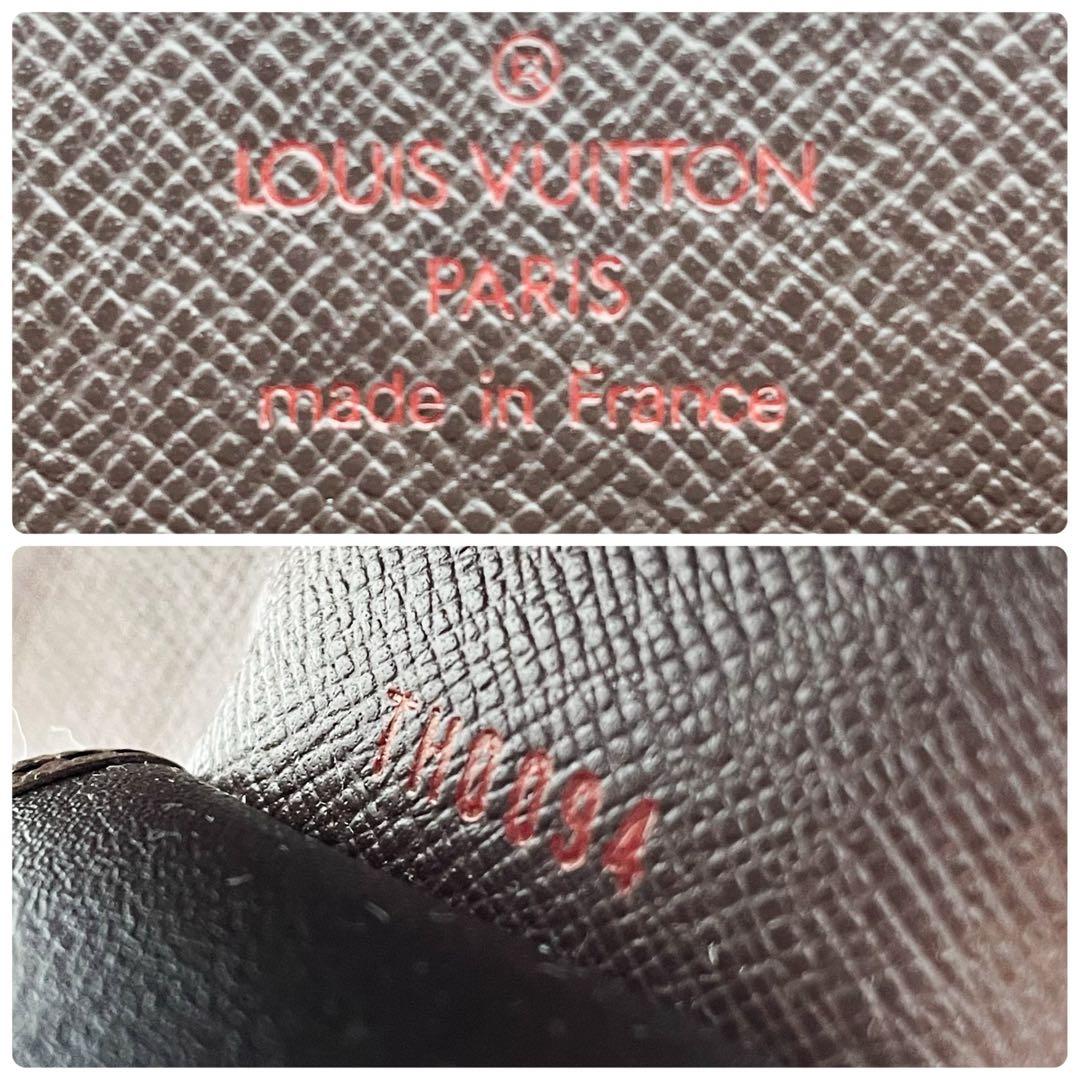 ®
LOUIS VUITTON
PARIS
made in France
TH0094